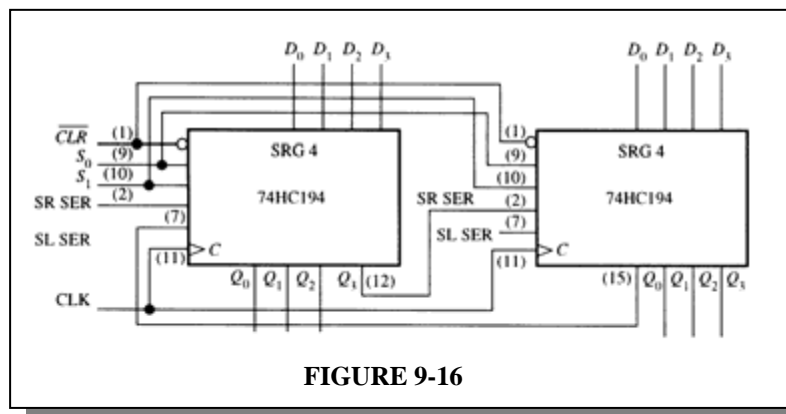 D₀ D₁ D₂ D₃
D₀ D₁ D₂ D₃
C̅L̅R̅ (1)
S₀ (9)
S₁ (10)
SR SER (2)
(7)
SL SER
(11) C
CLK
SRG 4
74HC194
Q₀ Q₁ Q₂ Q₃ (12)
(1)
(9)
(10)
SR SER (2)
(7)
SL SER
(11) C
SRG 4
74HC194
(15) Q₀ Q₁ Q₂ Q₃
FIGURE 9-16